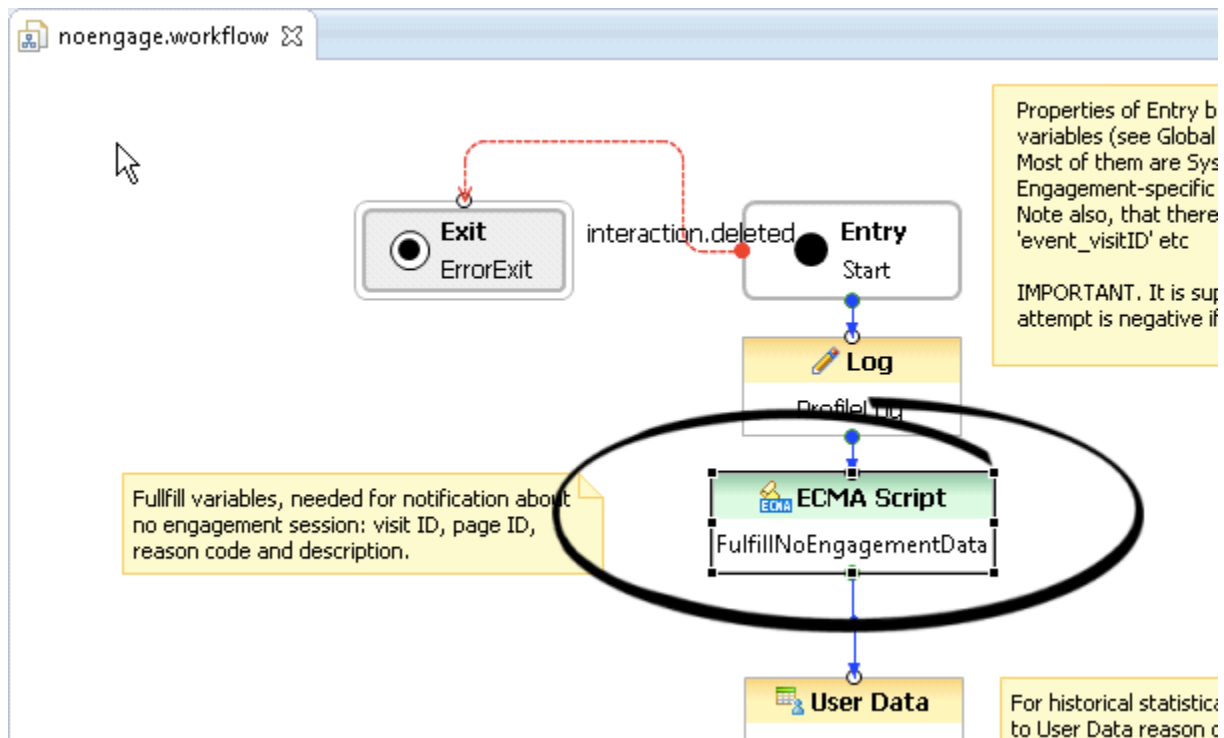 noengage.workflow
Properties of Entry b
variables (see Global
Most of them are Sys
Engagement-specific
Note also, that there
'event_visitID' etc
IMPORTANT. It is sup
attempt is negative if
Exit
ErrorExit
interaction.deleted
Entry
Start
Log
ProfileLog
Fullfill variables, needed for notification about
no engagement session: visit ID, page ID,
reason code and description.
ECMA Script
FulfillNoEngagementData
User Data
For historical statistica
to User Data reason c